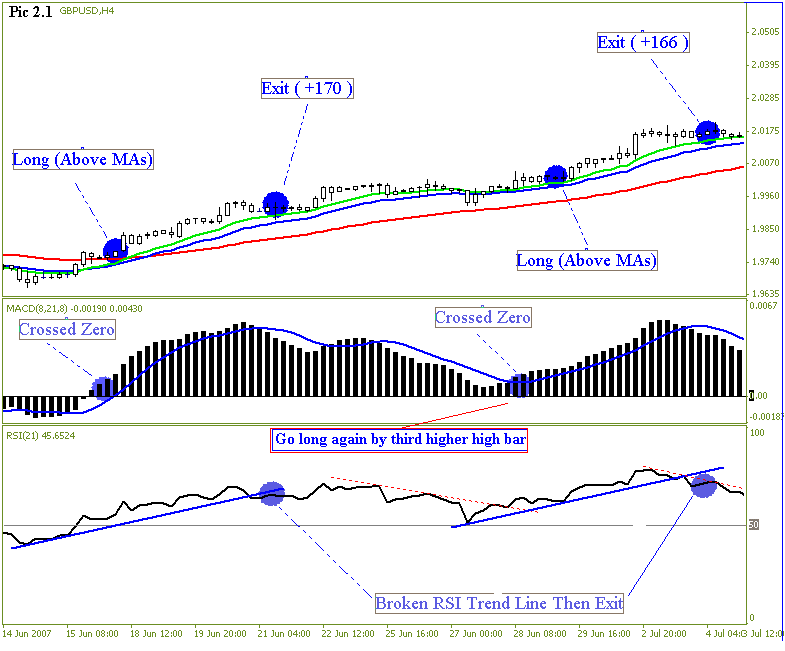 Pic 2.1 GBPUSD,H4
2.0505
Exit ( +166 )
2.0395
Exit ( +170 )
2.0285
2.0175
Long (Above MAs)
2.0070
1.9960
1.9850
Long (Above MAs)
1.9740
1.9635
MACD(8,21,8) -0.00190 0.00430
0.0067
Crossed Zero
Crossed Zero
0.00
-0.0018
Go long again by third higher high bar
RSI(21) 45.6524
100
50
Broken RSI Trend Line Then Exit
0
14 Jun 2007 15 Jun 08:00 18 Jun 12:00 19 Jun 20:00 21 Jun 04:00 22 Jun 12:00 25 Jun 16:00 27 Jun 00:00 28 Jun 08:00 29 Jun 16:00 2 Jul 20:00 4 Jul 04:0 3 Jul 12:0